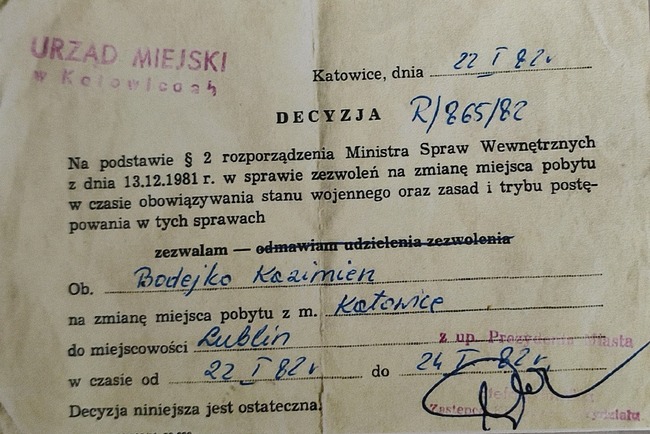 URZĄD MIEJSKI
w Katowicach
Katowice, dnia 22 I 82 r
DECYZJA R/865/82
Na podstawie § 2 rozporządzenia Ministra Spraw Wewnętrznych
z dnia 13.12.1981 r. w sprawie zezwoleń na zmianę miejsca pobytu
w czasie obowiązywania stanu wojennego oraz zasad i trybu postę-
powania w tych sprawach
zezwalam — odmawiam udzielenia zezwolenia
Ob. Bodejko Kazimierz
na zmianę miejsca pobytu z m. Katowice
do miejscowości Lublin
z up. Prezydenta Miasta
w czasie od 22 I 82 r do 24 I 82 r.
Decyzja niniejsza jest ostateczna.